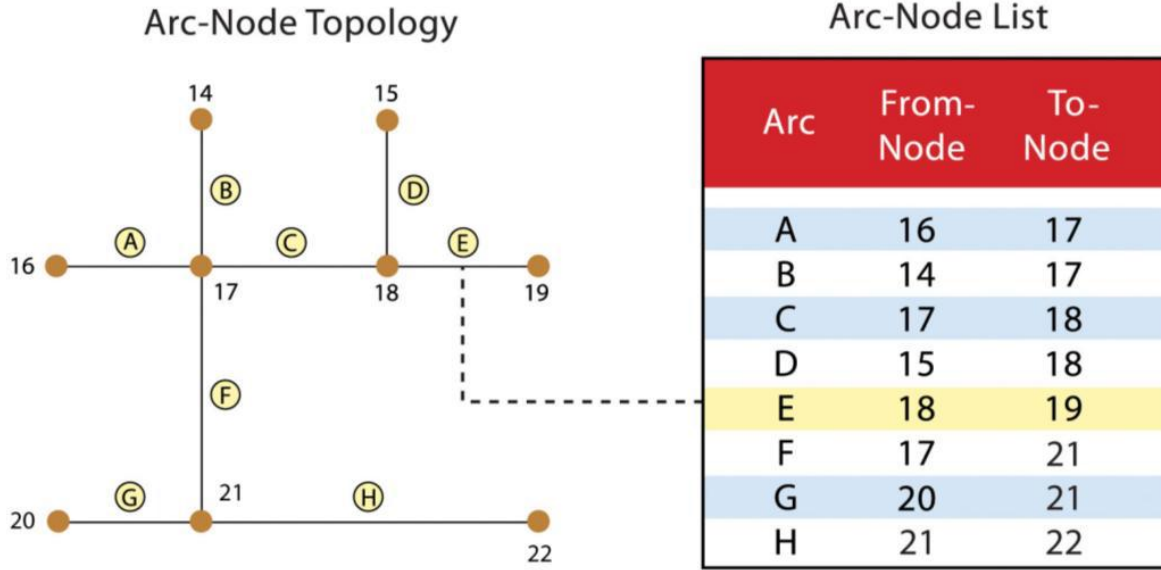 Arc-Node Topology
14 15
B D
A C E
16
17 18 19
F
G 21 H
20
22
Arc-Node List
Arc From-Node To-Node
A 16 17
B 14 17
C 17 18
D 15 18
E 18 19
F 17 21
G 20 21
H 21 22